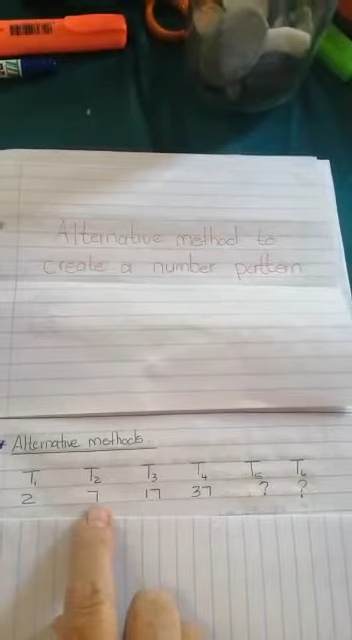 Alternative method to
create a number pattern
* Alternative methods
T₁ T₂ T₃ T₄ T₅ T₆
2 7 17 37 ? ?